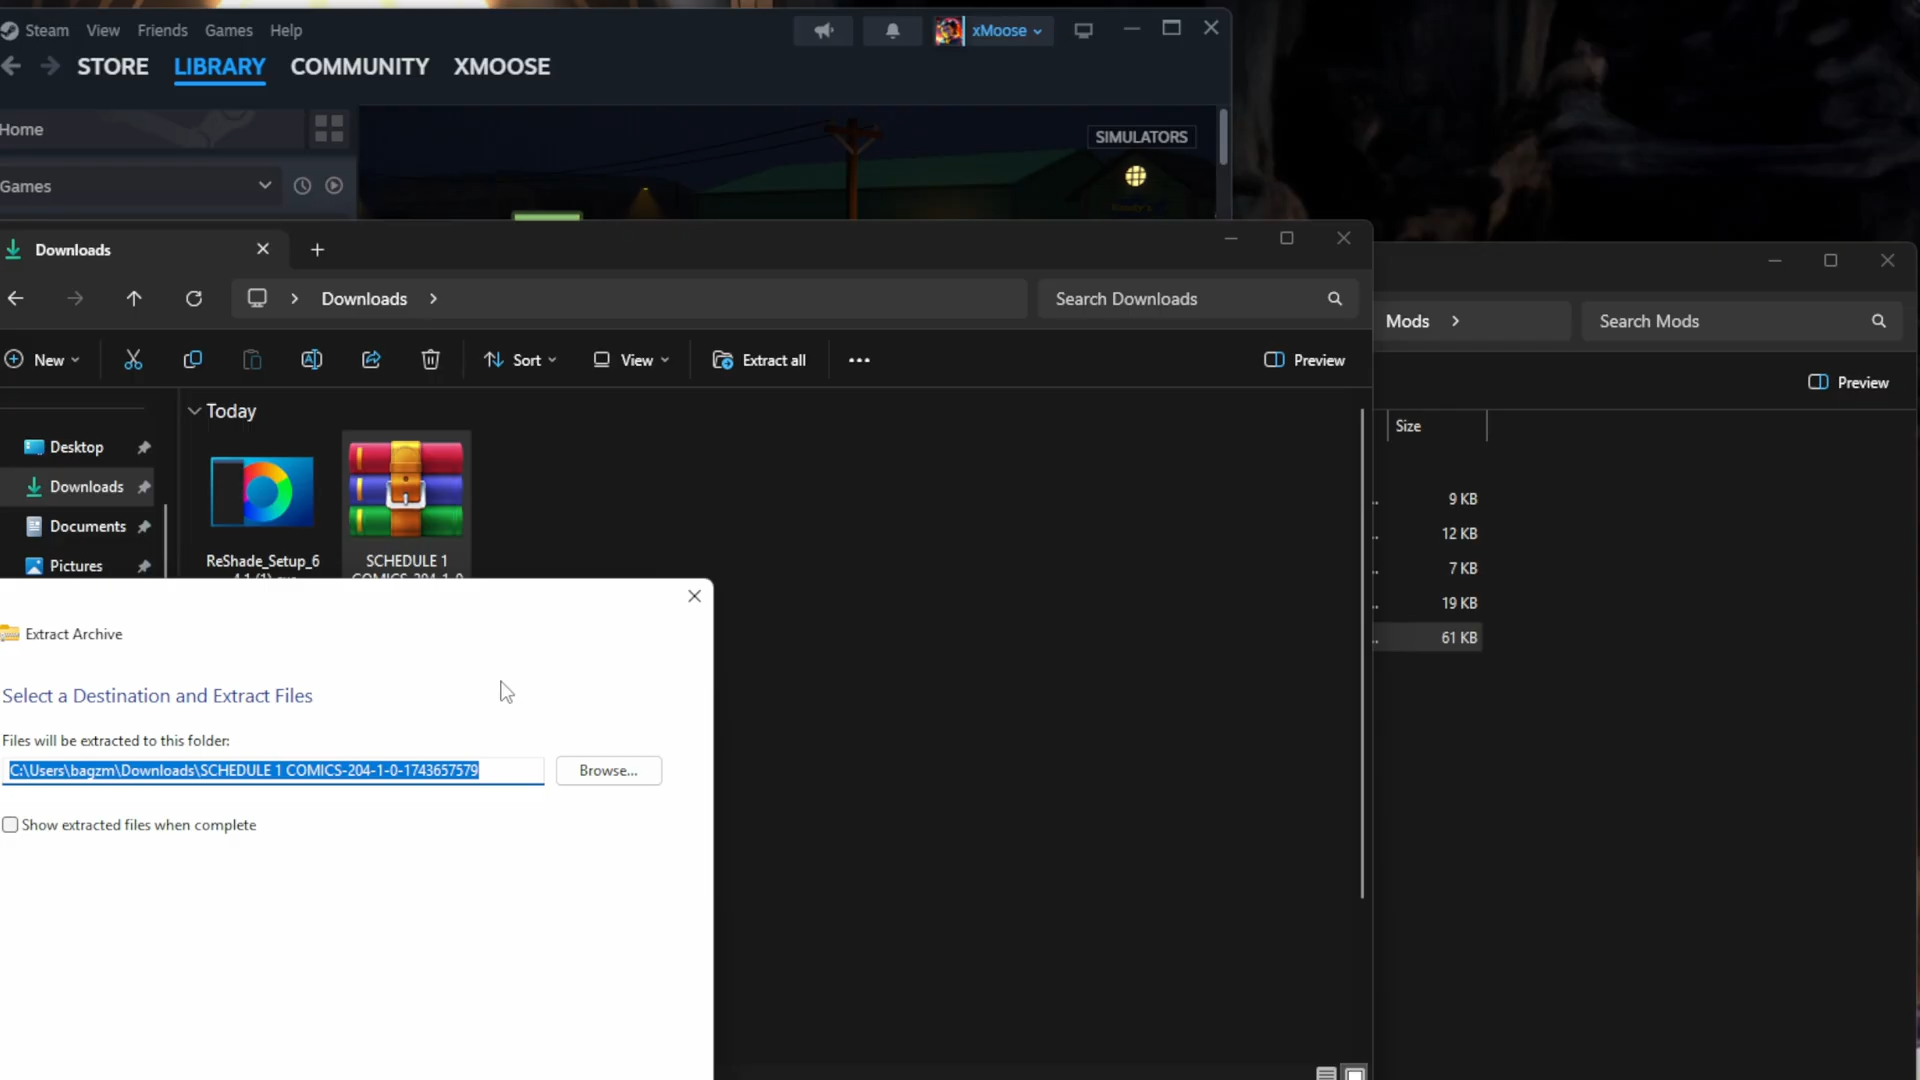 Steam View Friends Games Help
xMoose
STORE LIBRARY COMMUNITY XMOOSE
Home
SIMULATORS
Games
Downloads
Downloads
Search Downloads
Mods
Search Mods
New
Sort
View
Extract all
Preview
Preview
Today
Size
Desktop
Downloads
Documents
Pictures
ReShade_Setup_6
SCHEDULE 1
COMICS-204-1-0
9 KB
12 KB
7 KB
19 KB
61 KB
Extract Archive
Select a Destination and Extract Files
Files will be extracted to this folder:
C:\Users\bagzm\Downloads\SCHEDULE 1 COMICS-204-1-0-1743657579
Browse...
Show extracted files when complete